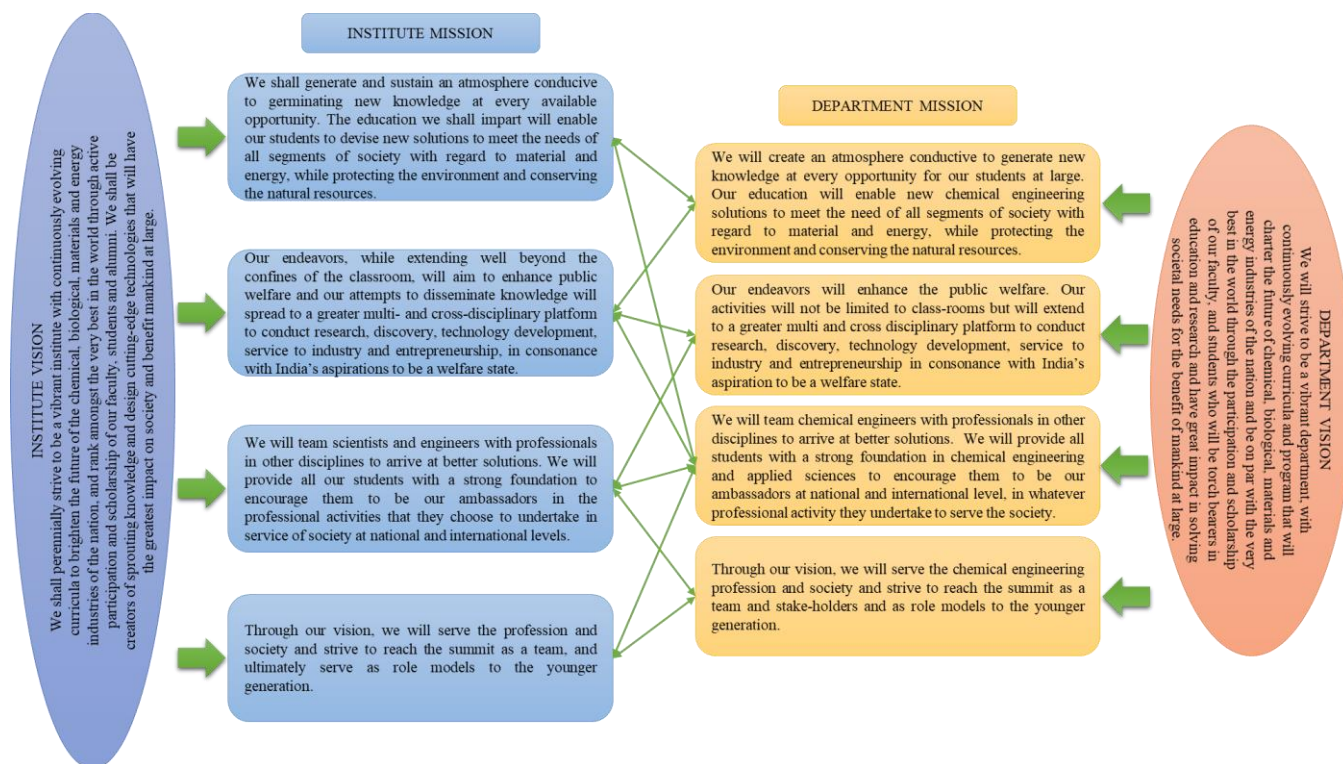 INSTITUTE VISION
We shall perennially strive to be a vibrant institute with continuously evolving
curricula to brighten the future of the chemical, biological, materials and energy
industries of the nation, and rank amongst the very best in the world through active
participation and scholarship of our faculty, students and alumni. We shall be
creators of sprouting knowledge and design cutting-edge technologies that will have
the greatest impact on society and benefit mankind at large.
INSTITUTE MISSION
We shall generate and sustain an atmosphere conducive
to germinating new knowledge at every available
opportunity. The education we shall impart will enable
our students to devise new solutions to meet the needs of
all segments of society with regard to material and
energy, while protecting the environment and conserving
the natural resources.
Our endeavors, while extending well beyond the
confines of the classroom, will aim to enhance public
welfare and our attempts to disseminate knowledge will
spread to a greater multi- and cross-disciplinary platform
to conduct research, discovery, technology development,
service to industry and entrepreneurship, in consonance
with India's aspirations to be a welfare state.
We will team scientists and engineers with professionals
in other disciplines to arrive at better solutions. We will
provide all our students with a strong foundation to
encourage them to be our ambassadors in the
professional activities that they choose to undertake in
service of society at national and international levels.
Through our vision, we will serve the profession and
society and strive to reach the summit as a team, and
ultimately serve as role models to the younger
generation.
DEPARTMENT MISSION
We will create an atmosphere conductive to generate new
knowledge at every opportunity for our students at large.
Our education will enable new chemical engineering
solutions to meet the need of all segments of society with
regard to material and energy, while protecting the
environment and conserving the natural resources.
Our endeavors will enhance the public welfare. Our
activities will not be limited to class-rooms but will extend
to a greater multi and cross disciplinary platform to conduct
research, discovery, technology development, service to
industry and entrepreneurship in consonance with India's
aspiration to be a welfare state.
We will team chemical engineers with professionals in other
disciplines to arrive at better solutions. We will provide all
students with a strong foundation in chemical engineering
and applied sciences to encourage them to be our
ambassadors at national and international level, in whatever
professional activity they undertake to serve the society.
Through our vision, we will serve the chemical engineering
profession and society and strive to reach the summit as a
team and stake-holders and as role models to the younger
generation.
DEPARTMENT VISION
We will strive to be a vibrant department, with
continuously evolving curricula and program that will
charter the future of chemical, biological, materials and
energy industries of the nation and be on par with the very
best in the world through the participation and scholarship
of our faculty, and students who will be torch bearers in
education and research and have great impact in solving
societal needs for the benefit of mankind at large.